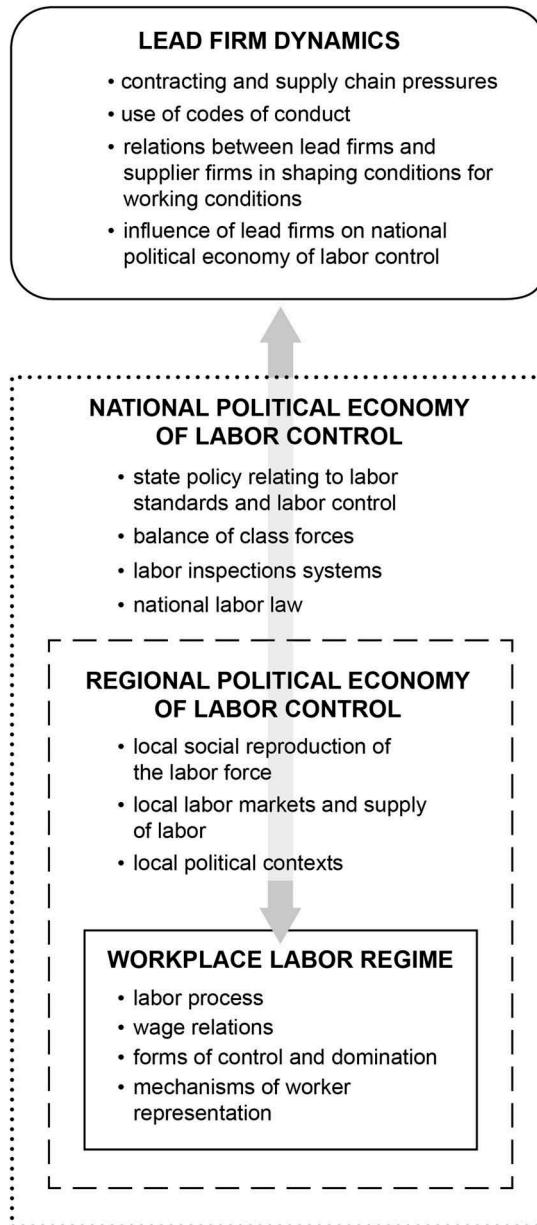 LEAD FIRM DYNAMICS
• contracting and supply chain pressures
• use of codes of conduct
• relations between lead firms and
supplier firms in shaping conditions for
working conditions
• influence of lead firms on national
political economy of labor control
NATIONAL POLITICAL ECONOMY
OF LABOR CONTROL
• state policy relating to labor
standards and labor control
• balance of class forces
• labor inspections systems
• national labor law
REGIONAL POLITICAL ECONOMY
OF LABOR CONTROL
• local social reproduction of
the labor force
• local labor markets and supply
of labor
• local political contexts
WORKPLACE LABOR REGIME
• labor process
• wage relations
• forms of control and domination
• mechanisms of worker
representation